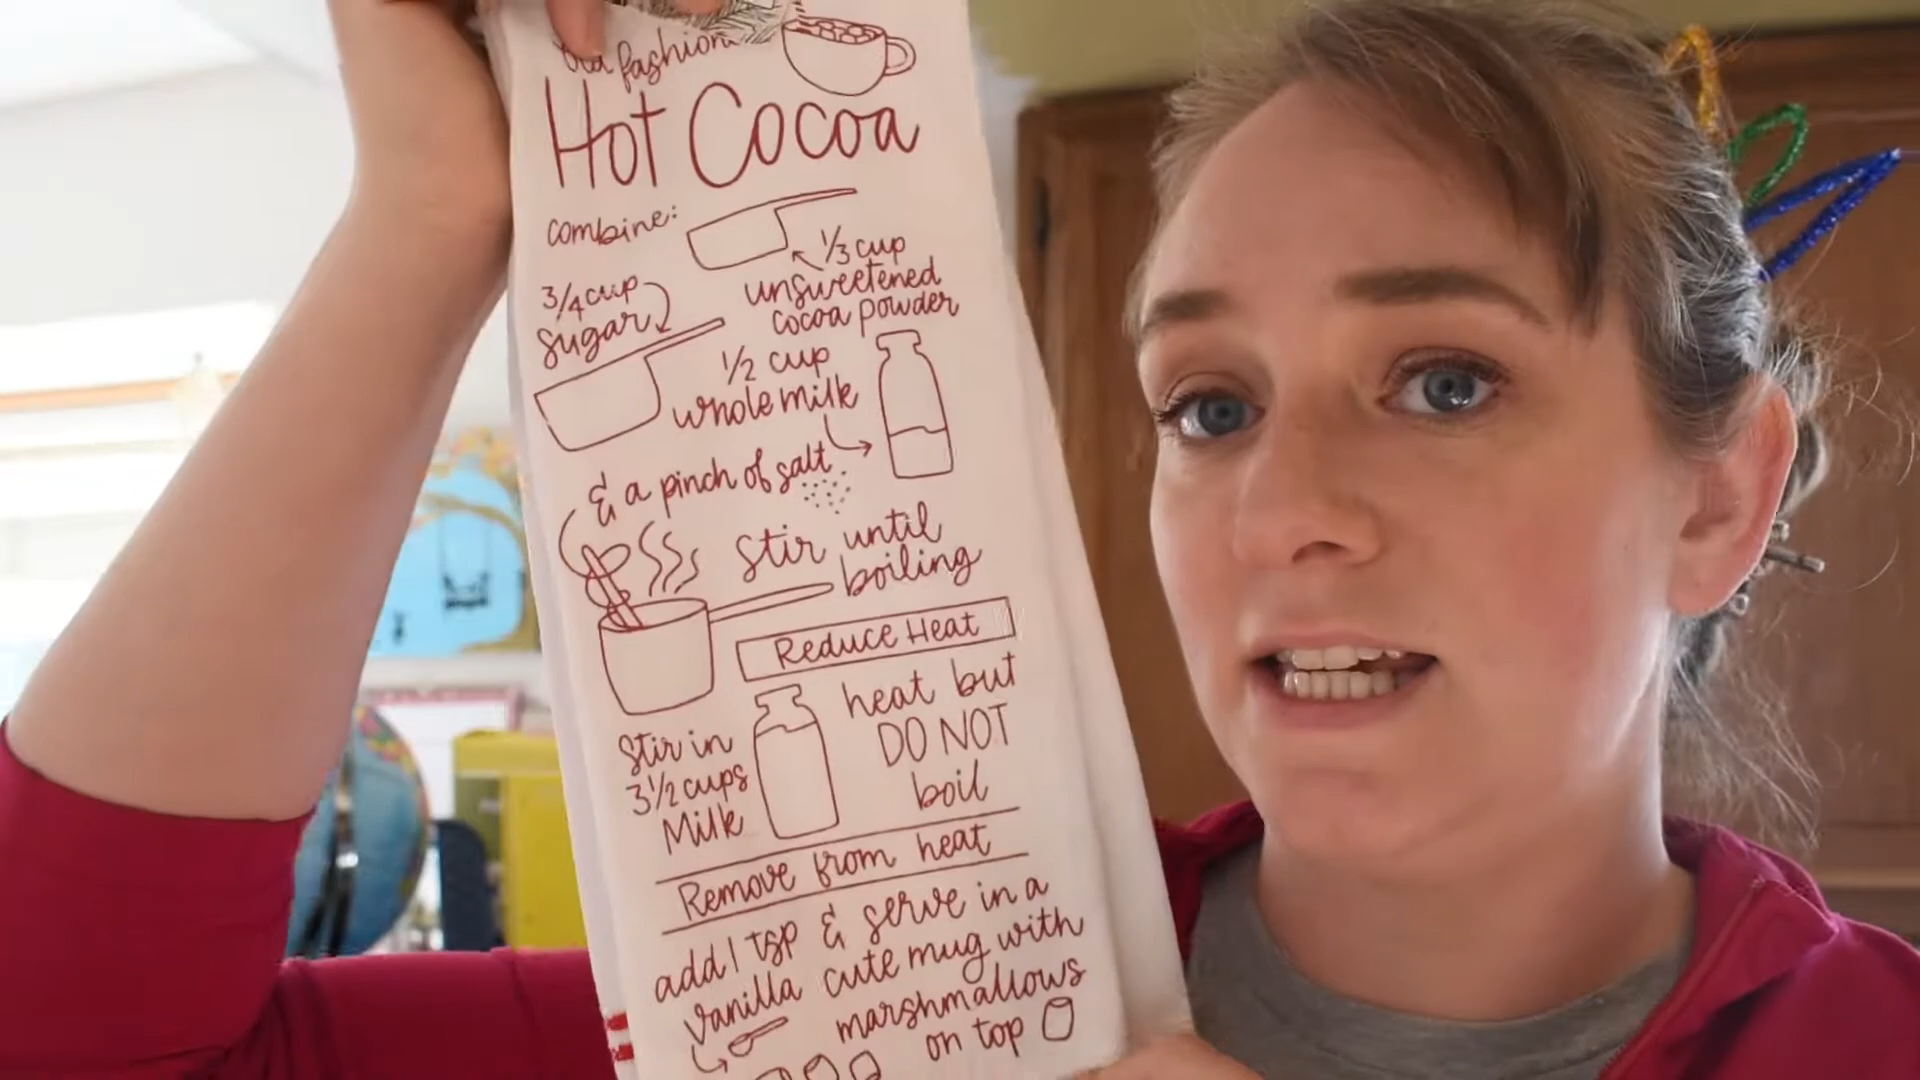 Old fashion
Hot Cocoa
combine:
1/3 cup
unsweetened
cocoa powder
3/4 cup
sugar
1/2 cup
whole milk
& a pinch of salt
Stir until
boiling
Reduce Heat
Stir in
3 1/2 cups
Milk
heat but
DO NOT
boil
Remove from heat
add 1 tsp
vanilla
& serve in a
cute mug with
marshmallows
on top